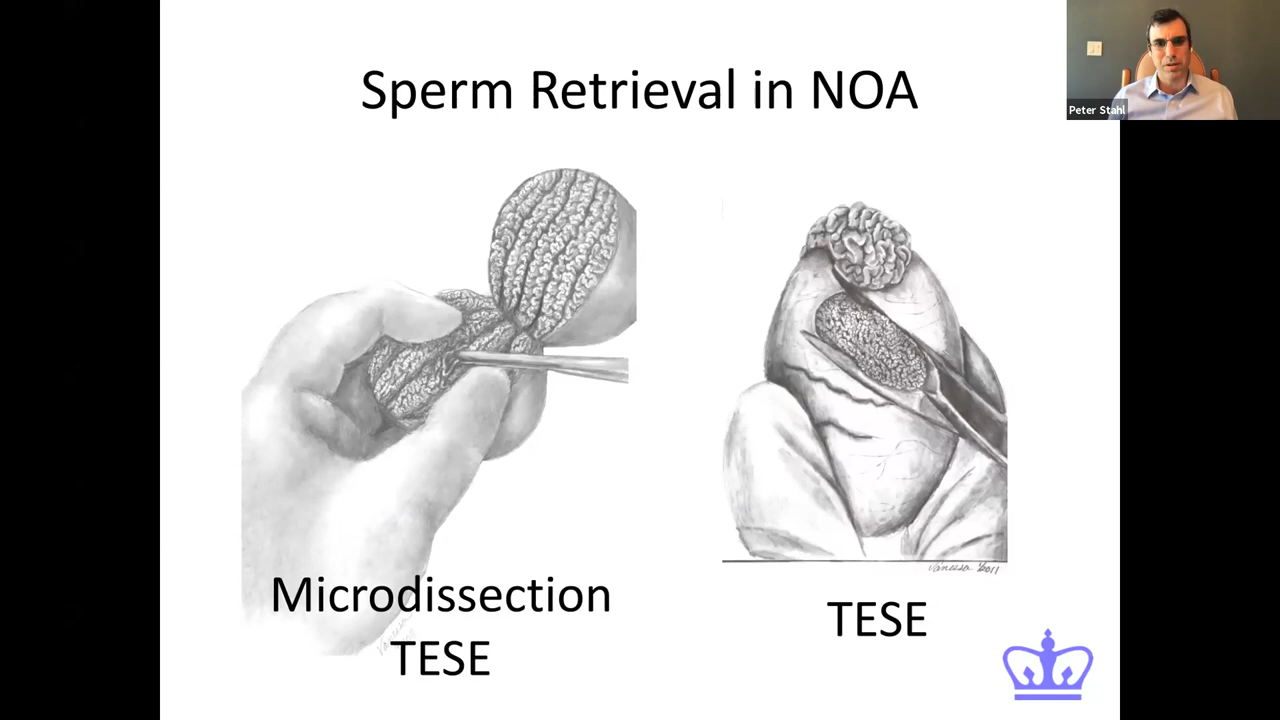 Sperm Retrieval in NOA
Peter Stahl
Microdissection
TESE
TESE